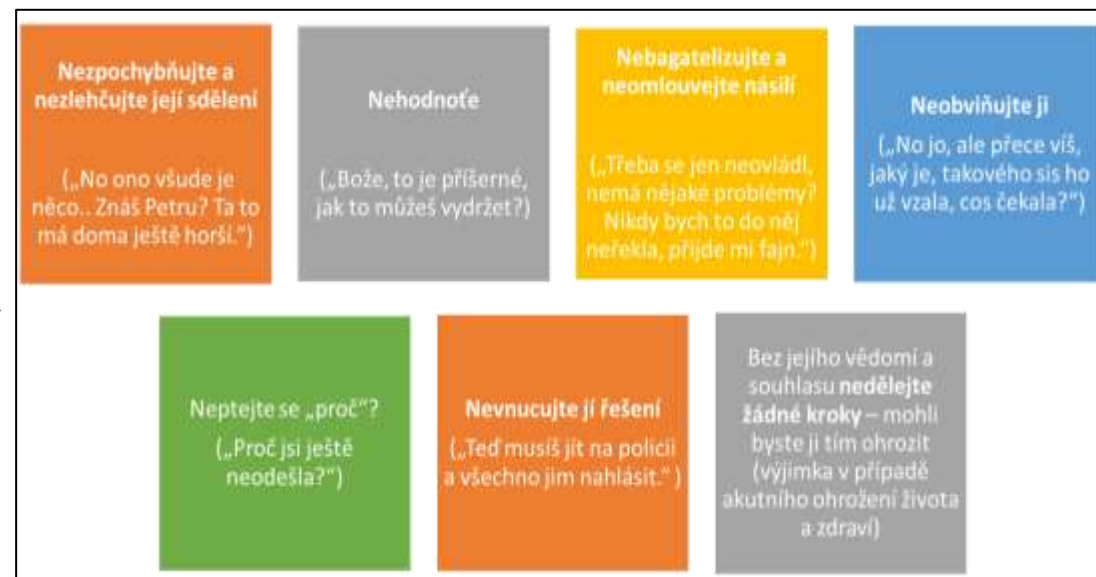 Nezpochybňujte a
nezlehčujte její sdělení
(„No ono všude je
něco.. Znáš Petru? Ta to
má doma ještě horší.“)
Nehodnoťte
(„Bože, to je příšerné,
jak to můžeš vydržet?)
Nebagatelizujte a
neomlouvejte násilí
(„Třeba se jen neovládl,
nemá nějaké problémy?
Nikdy bych to do něj
neřekla, přijde mi fajn.“)
Neobviňujte ji
(„No jo, ale přece víš,
jaký je, takového sis ho
už vzala, cos čekala?“)
Neptejte se „proč“?
(„Proč jsi ještě
neodešla?“)
Nevnucujte jí řešení
(„Teď musíš jít na policii
a všechno jim nahlásit.“ )
Bez jejího vědomí a
souhlasu nedělejte
žádné kroky – mohli
byste ji tím ohrozit
(výjimka v případě
akutního ohrožení života
a zdraví)